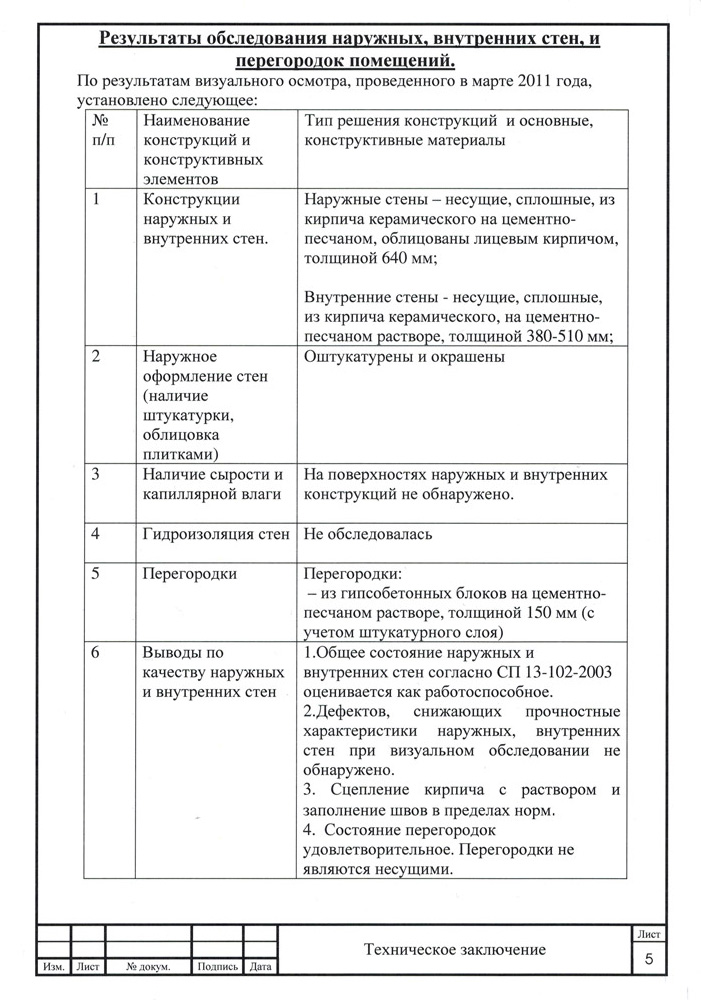 Результаты обследования наружных, внутренних стен, и
перегородок помещений.
По результатам визуального осмотра, проведенного в марте 2011 года,
установлено следующее:
№
п/п
Наименование
конструкций и
конструктивных
элементов
Тип решения конструкций и основные,
конструктивные материалы
1
Конструкции
наружных и
внутренних стен.
Наружные стены – несущие, сплошные, из
кирпича керамического на цементно-
песчаном, облицованы лицевым кирпичом,
толщиной 640 мм;
Внутренние стены - несущие, сплошные,
из кирпича керамического, на цементно-
песчаном растворе, толщиной 380-510 мм;
2
Наружное
оформление стен
(наличие
штукатурки,
облицовка
плитками)
Оштукатурены и окрашены
3
Наличие сырости и
капиллярной влаги
На поверхностях наружных и внутренних
конструкций не обнаружено.
4
Гидроизоляция стен
Не обследовалась
5
Перегородки
Перегородки:
– из гипсобетонных блоков на цементно-
песчаном растворе, толщиной 150 мм (с
учетом штукатурного слоя)
6
Выводы по
качеству наружных
и внутренних стен
1.Общее состояние наружных и
внутренних стен согласно СП 13-102-2003
оценивается как работоспособное.
2.Дефектов, снижающих прочностные
характеристики наружных, внутренних
стен при визуальном обследовании не
обнаружено.
3. Сцепление кирпича с раствором и
заполнение швов в пределах норм.
4. Состояние перегородок
удовлетворительное. Перегородки не
являются несущими.
Изм.
Лист
№ докум.
Подпись
Дата
Техническое заключение
Лист
5